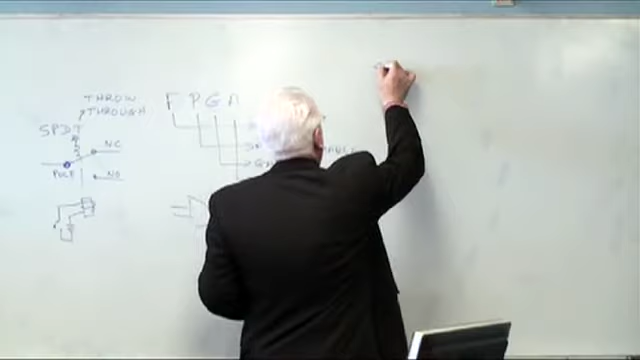 THROW
THROUGH
SPDT
NC
POLE
NO
FPGA